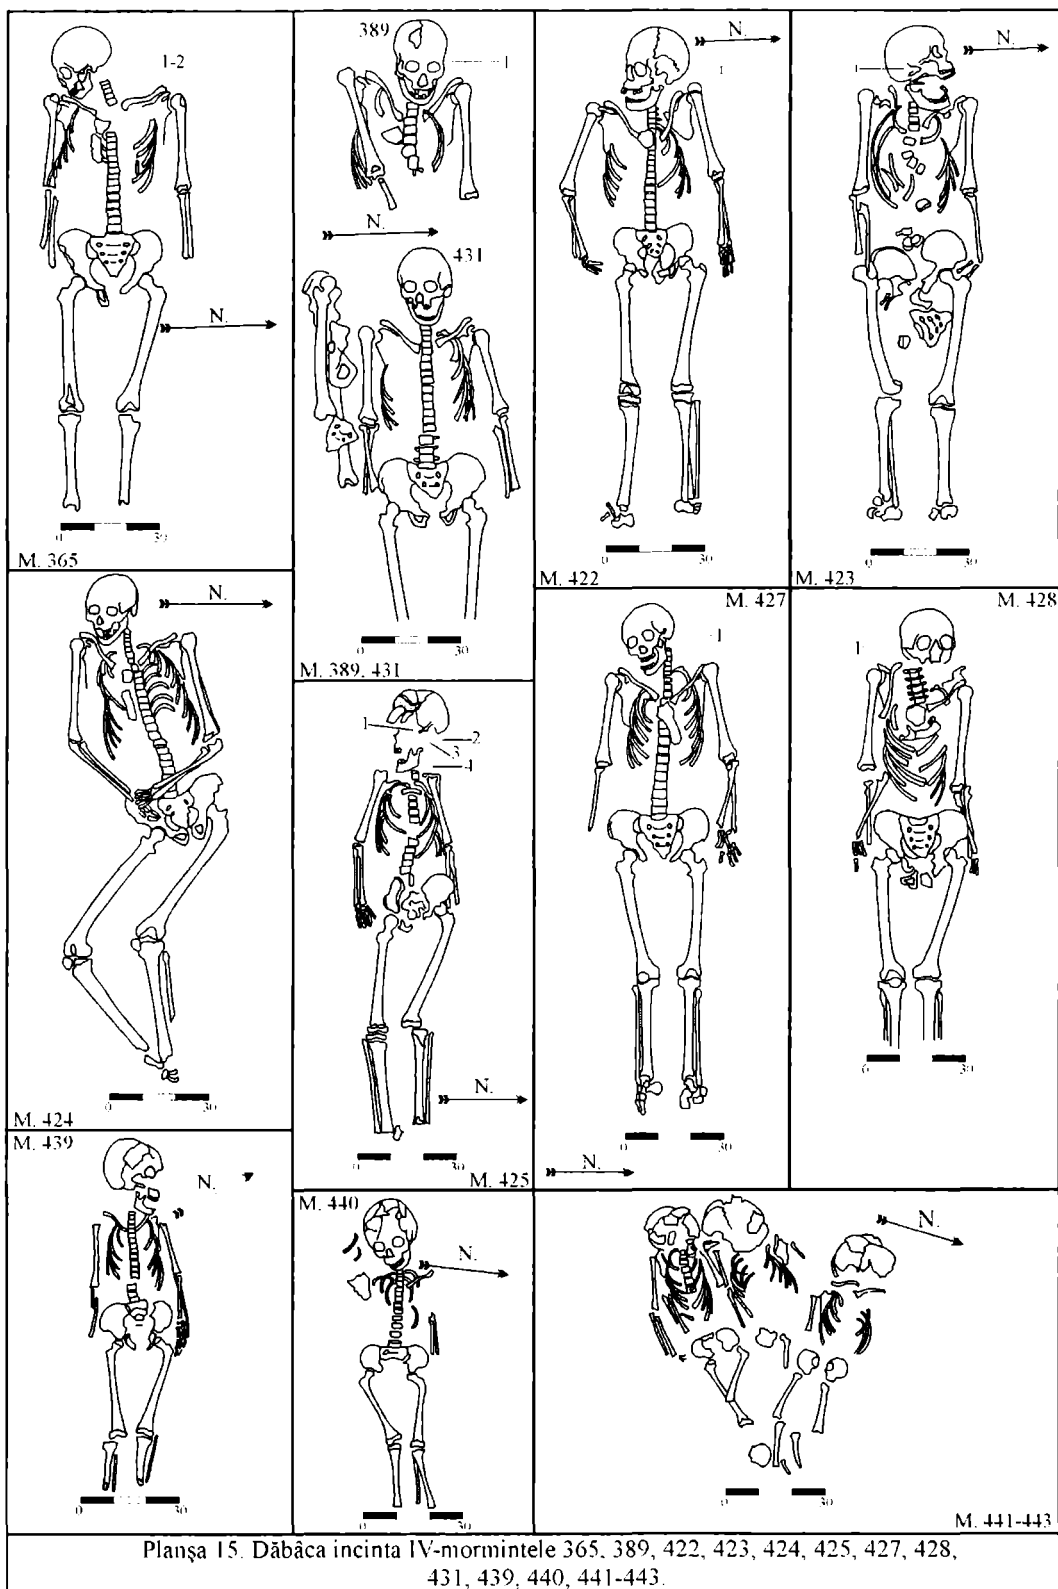 1-2
N.
0 30
M. 365
389
1
N.
431
0 30
M. 389, 431
N.
1
0 30
M. 422
N.
1
0 30
M. 423
N.
0 30
M. 424
1
2
3
4
N.
0 30
M. 425
M. 427
1
0 30
N.
M. 428
1
0 30
M. 439
N.
0 30
M. 440
N.
0 30
N.
0 30
M. 441-443
Planşa 15. Dăbâca incinta IV-mormintele 365, 389, 422, 423, 424, 425, 427, 428,
431, 439, 440, 441-443.